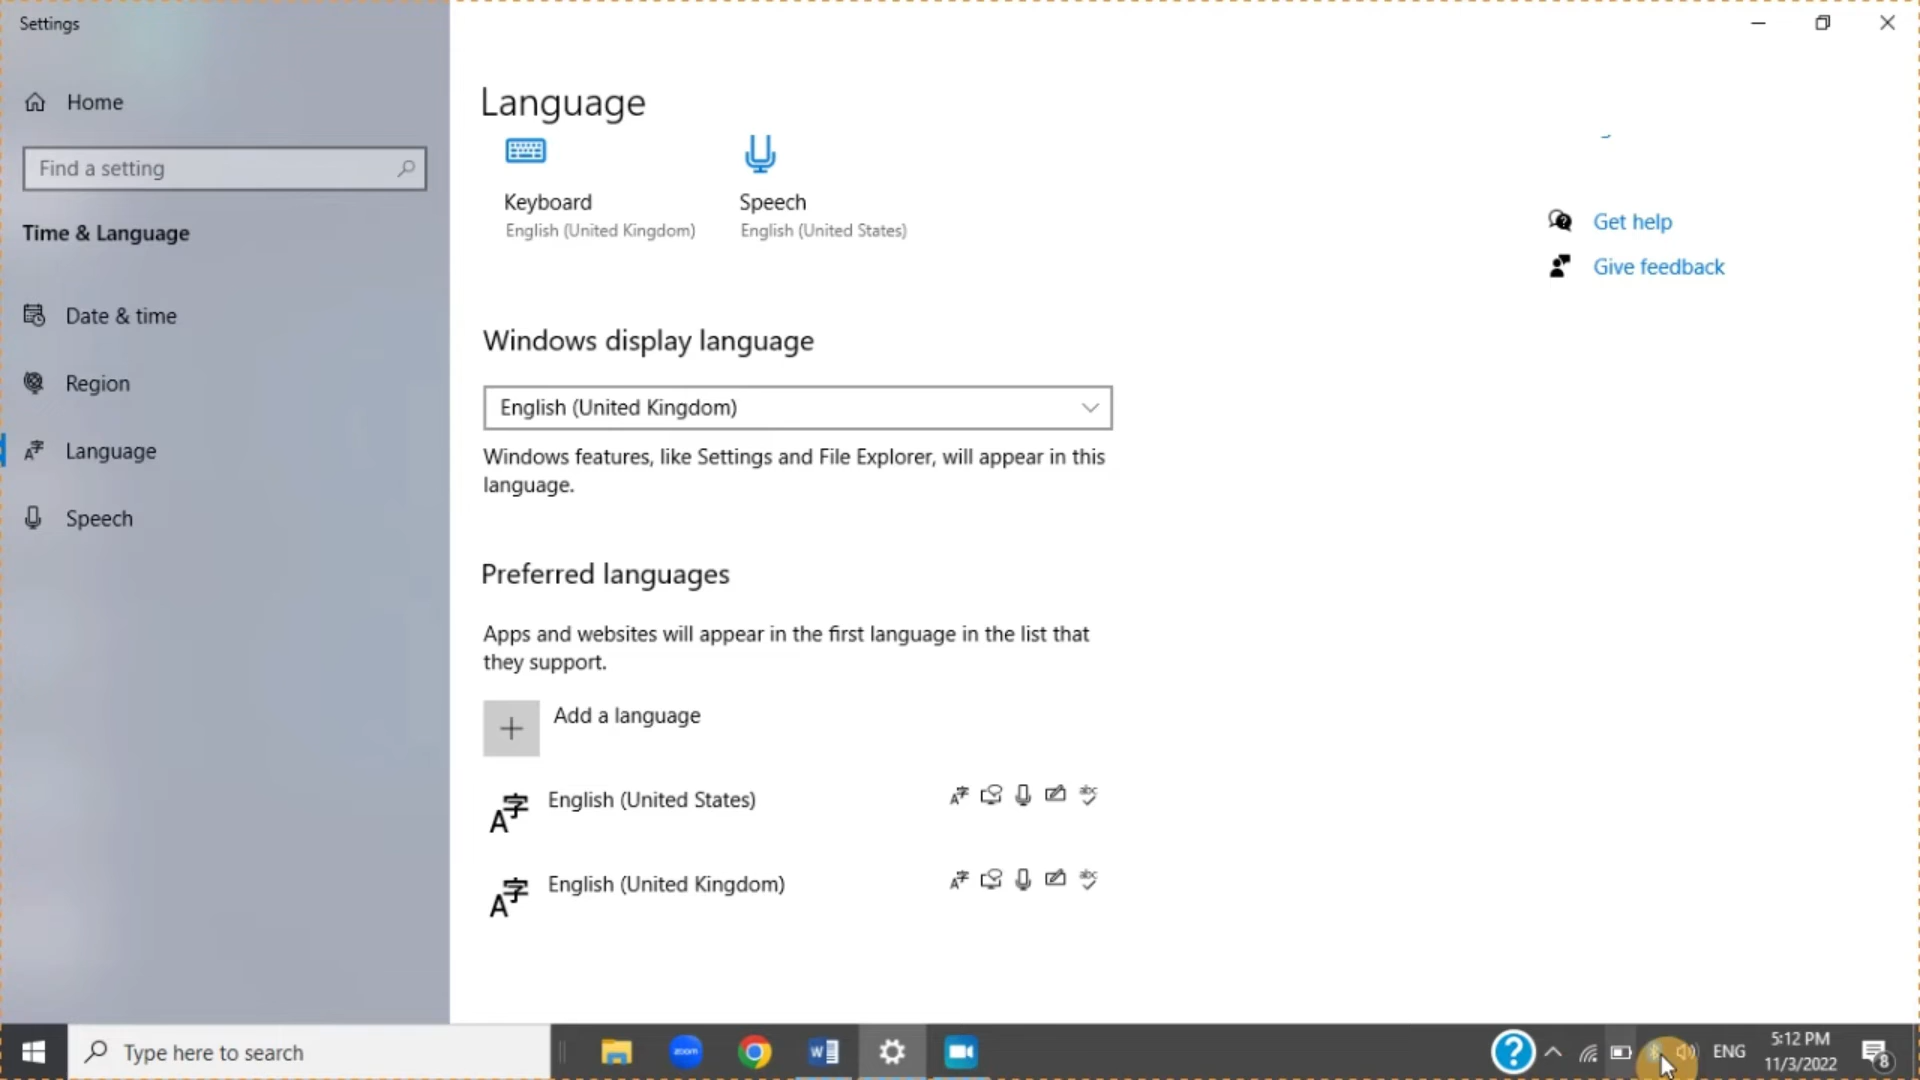 Settings
Home
Find a setting
Time & Language
Date & time
Region
Language
Speech
Language
Keyboard
English (United Kingdom)
Speech
English (United States)
Get help
Give feedback
Windows display language
English (United Kingdom)
Windows features, like Settings and File Explorer, will appear in this
language.
Preferred languages
Apps and websites will appear in the first language in the list that
they support.
Add a language
English (United States)
English (United Kingdom)
Type here to search
zoom
W
?
ENG
5:12 PM
11/3/2022
8